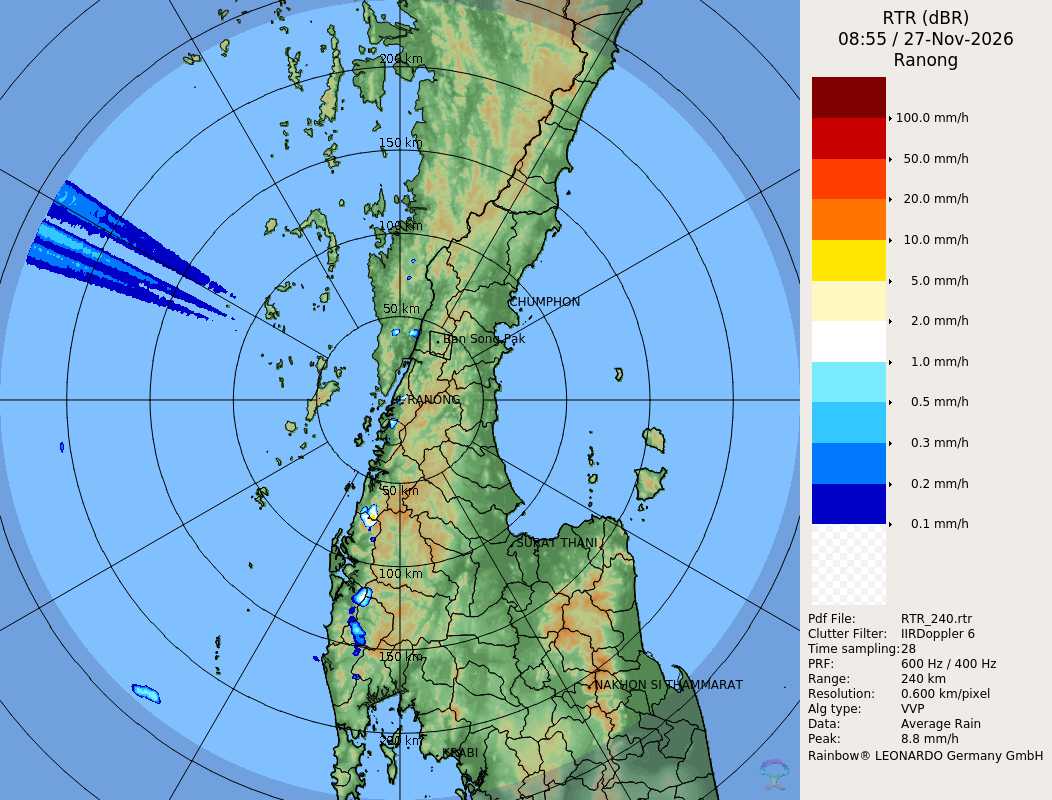 RTR (dBR)
08:55 / 27-Nov-2026
Ranong
200 km
150 km
100 km
50 km
CHUMPHON
Ban Song Pak
RANONG
50 km
SURAT THANI
100 km
150 km
NAKHON SI THAMMARAT
200 km
KRABI
100.0 mm/h
50.0 mm/h
20.0 mm/h
10.0 mm/h
5.0 mm/h
2.0 mm/h
1.0 mm/h
0.5 mm/h
0.3 mm/h
0.2 mm/h
0.1 mm/h
Pdf File: RTR_240.rtr
Clutter Filter: IIRDoppler 6
Time sampling:28
PRF: 600 Hz / 400 Hz
Range: 240 km
Resolution: 0.600 km/pixel
Alg type: VVP
Data: Average Rain
Peak: 8.8 mm/h
Rainbow® LEONARDO Germany GmbH